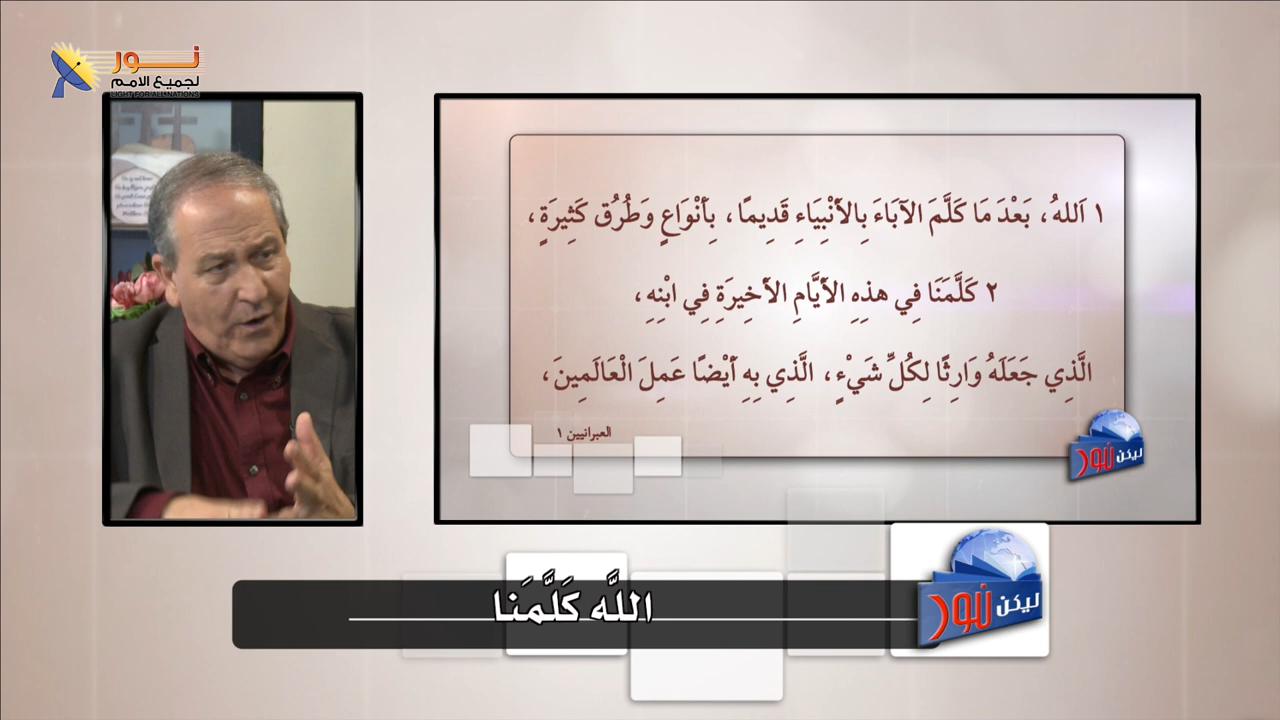 نور
لجميع الامم
LIGHT FOR ALL NATIONS
١ اَللهُ، بَعْدَ مَا كَلَّمَ الآبَاءَ بِالأَنْبِيَاءِ قَدِيمًا، بِأَنْوَاعٍ وَطُرُق كَثِيرَةٍ،
٢ كَلَّمَنَا فِي هذِهِ الأَيَّامِ الأَخِيرَةِ فِي ابْنِهِ،
الَّذِي جَعَلَهُ وَارِثًا لِكُلِّ شَيْءٍ، الَّذِي بِهِ أَيْضًا عَمِلَ الْعَالَمِينَ،
العبرانيين ١
ليكن نور
اللَّه كَلَّمَنا
ليكن نور